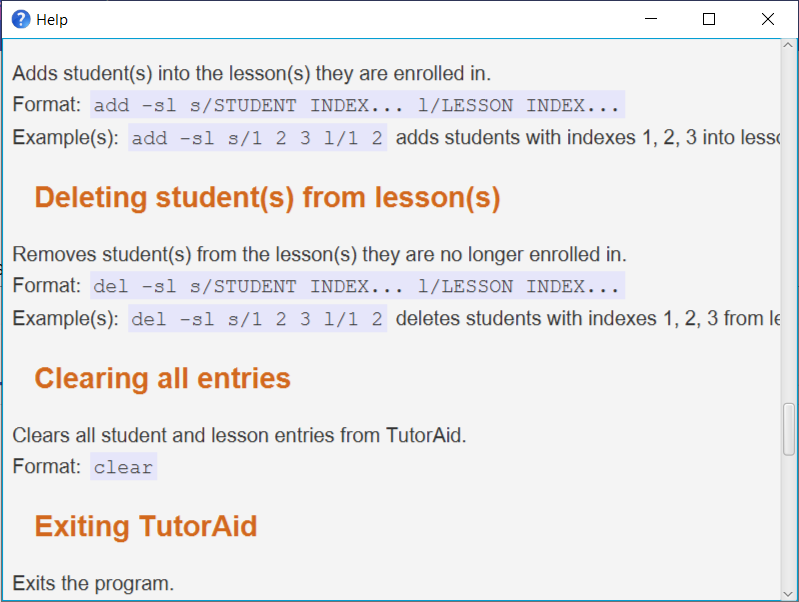 Help
Adds student(s) into the lesson(s) they are enrolled in.
Format: add -sl s/STUDENT INDEX... l/LESSON INDEX...
Example(s): add -sl s/1 2 3 l/1 2 adds students with indexes 1, 2, 3 into
Deleting student(s) from lesson(s)
Removes student(s) from the lesson(s) they are no longer enrolled in.
Format: del -sl s/STUDENT INDEX... l/LESSON INDEX...
Example(s): del -sl s/1 2 3 l/1 2 deletes students with indexes 1, 2, 3 from
Clearing all entries
Clears all student and lesson entries from TutorAid.
Format: clear
Exiting TutorAid
Exits the program.